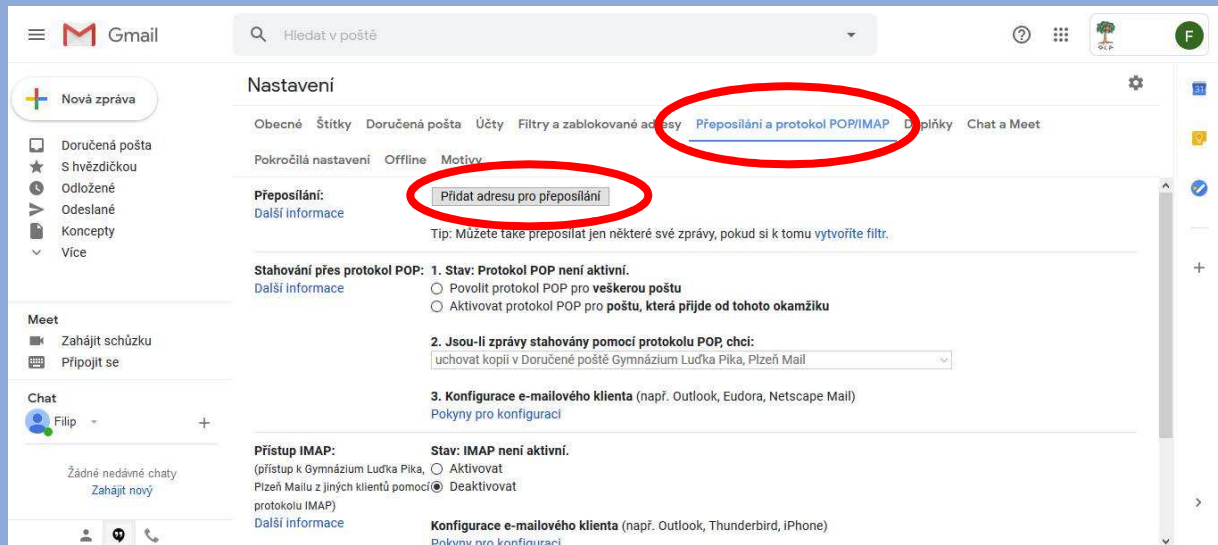 Gmail
Hledat v poště
GLP
F
Nová zpráva
Doručená pošta
S hvězdičkou
Odložené
Odeslané
Koncepty
Více
Meet
Zahájit schůzku
Připojit se
Chat
Filip
Žádné nedávné chaty
Zahájit nový
Nastavení
Obecné Štítky Doručená pošta Účty Filtry a zablokované adresy Přeposílání a protokol POP/IMAP Doplňky Chat a Meet
Pokročilá nastavení Offline Motivy
Přeposílání: Přidat adresu pro přeposílání
Další informace
Tip: Můžete také přeposílat jen některé své zprávy, pokud si k tomu vytvoříte filtr.
Stahování přes protokol POP: 1. Stav: Protokol POP není aktivní.
Další informace Povolit protokol POP pro veškerou poštu
Aktivovat protokol POP pro poštu, která přijde od tohoto okamžiku
2. Jsou-li zprávy stahovány pomocí protokolu POP, chci:
uchovat kopii v Doručené poště Gymnázium Luďka Pika, Plzeň Mail
3. Konfigurace e-mailového klienta (např. Outlook, Eudora, Netscape Mail)
Pokyny pro konfiguraci
Přístup IMAP: Stav: IMAP není aktivní.
(přístup k Gymnázium Luďka Pika, Aktivovat
Plzeň Mailu z jiných klientů pomocí Deaktivovat
protokolu IMAP)
Další informace Konfigurace e-mailového klienta (např. Outlook, Thunderbird, iPhone)
Pokyny pro konfiguraci
31